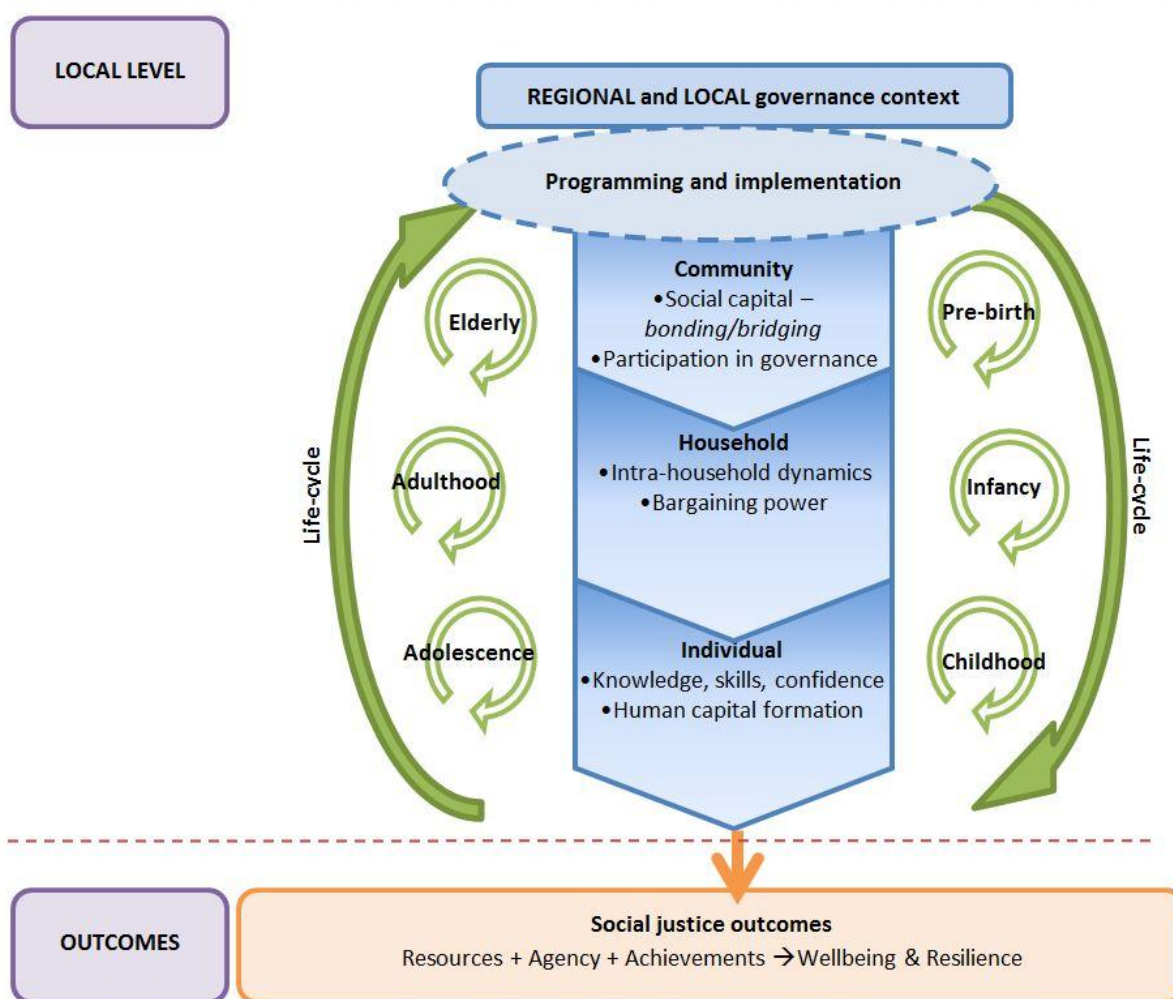 LOCAL LEVEL
REGIONAL and LOCAL governance context
Programming and implementation
Community
•Social capital –
bonding/bridging
•Participation in governance
Household
•Intra-household dynamics
•Bargaining power
Individual
•Knowledge, skills, confidence
•Human capital formation
Life-cycle
Elderly
Adulthood
Adolescence
Pre-birth
Infancy
Childhood
Life-cycle
OUTCOMES
Social justice outcomes
Resources + Agency + Achievements →Wellbeing & Resilience